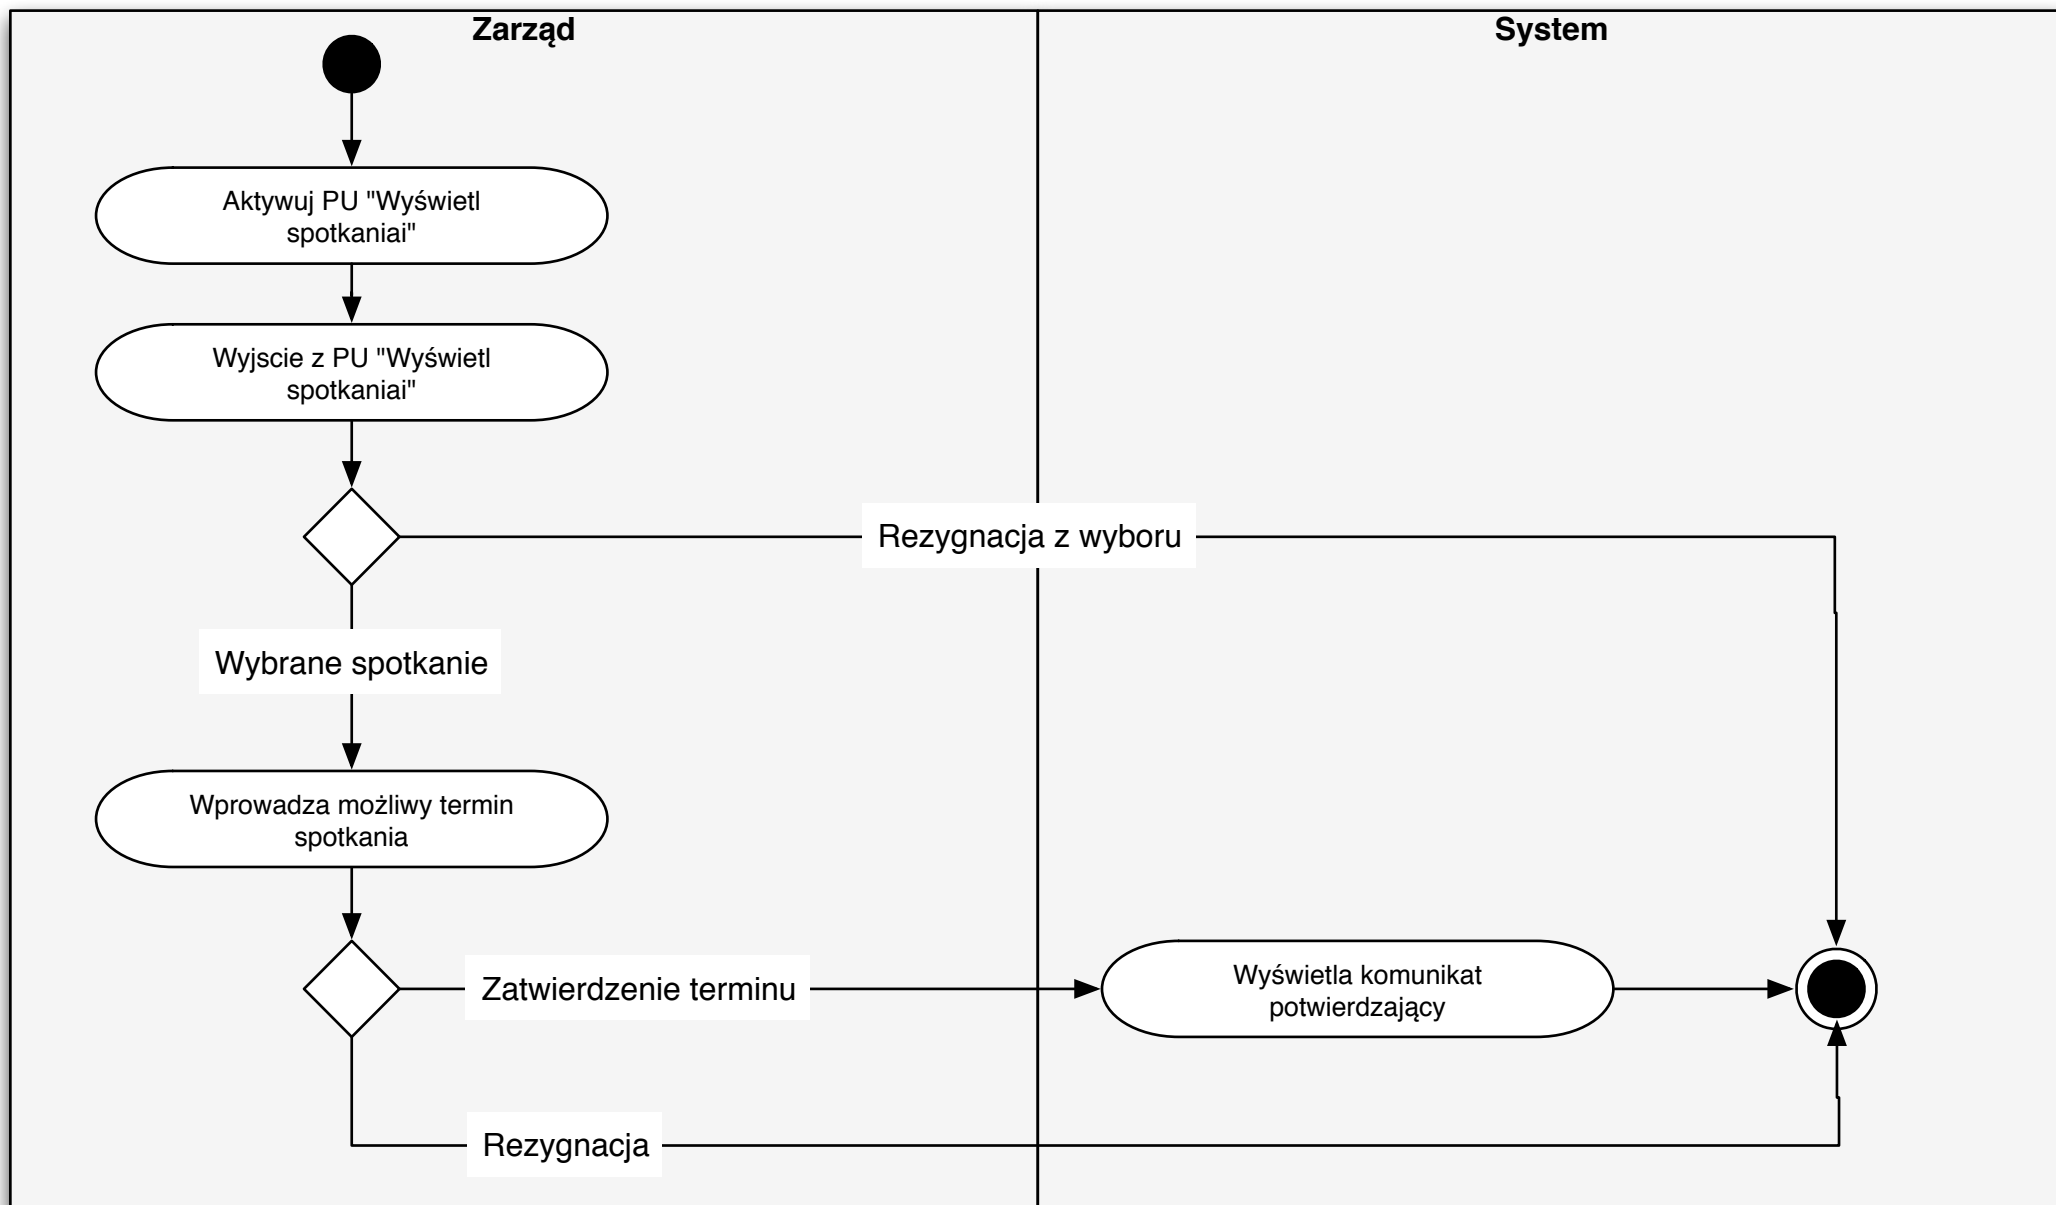 Zarząd
System
Aktywuj PU "Wyświetl
spotkaniai"
Wyjscie z PU "Wyświetl
spotkaniai"
Rezygnacja z wyboru
Wybrane spotkanie
Wprowadza możliwy termin
spotkania
Zatwierdzenie terminu
Wyświetla komunikat
potwierdzający
Rezygnacja